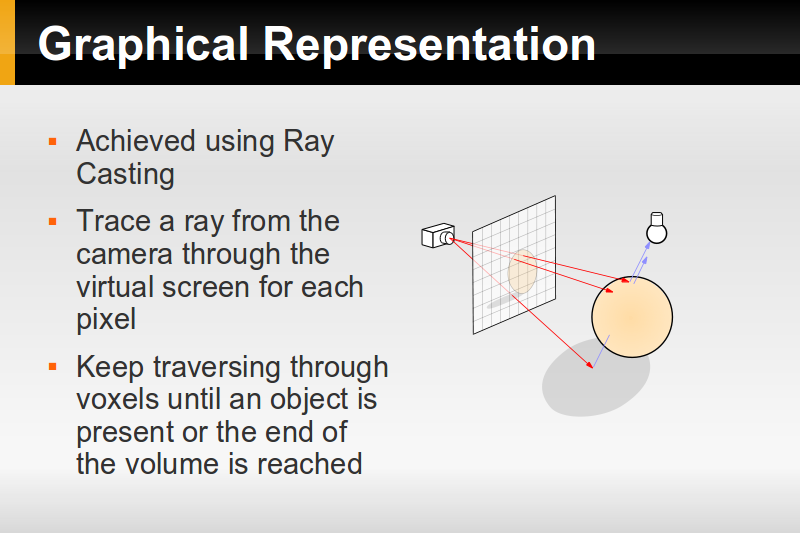 Graphical Representation
Achieved using Ray
Casting
Trace a ray from the
camera through the
virtual screen for each
pixel
Keep traversing through
voxels until an object is
present or the end of
the volume is reached